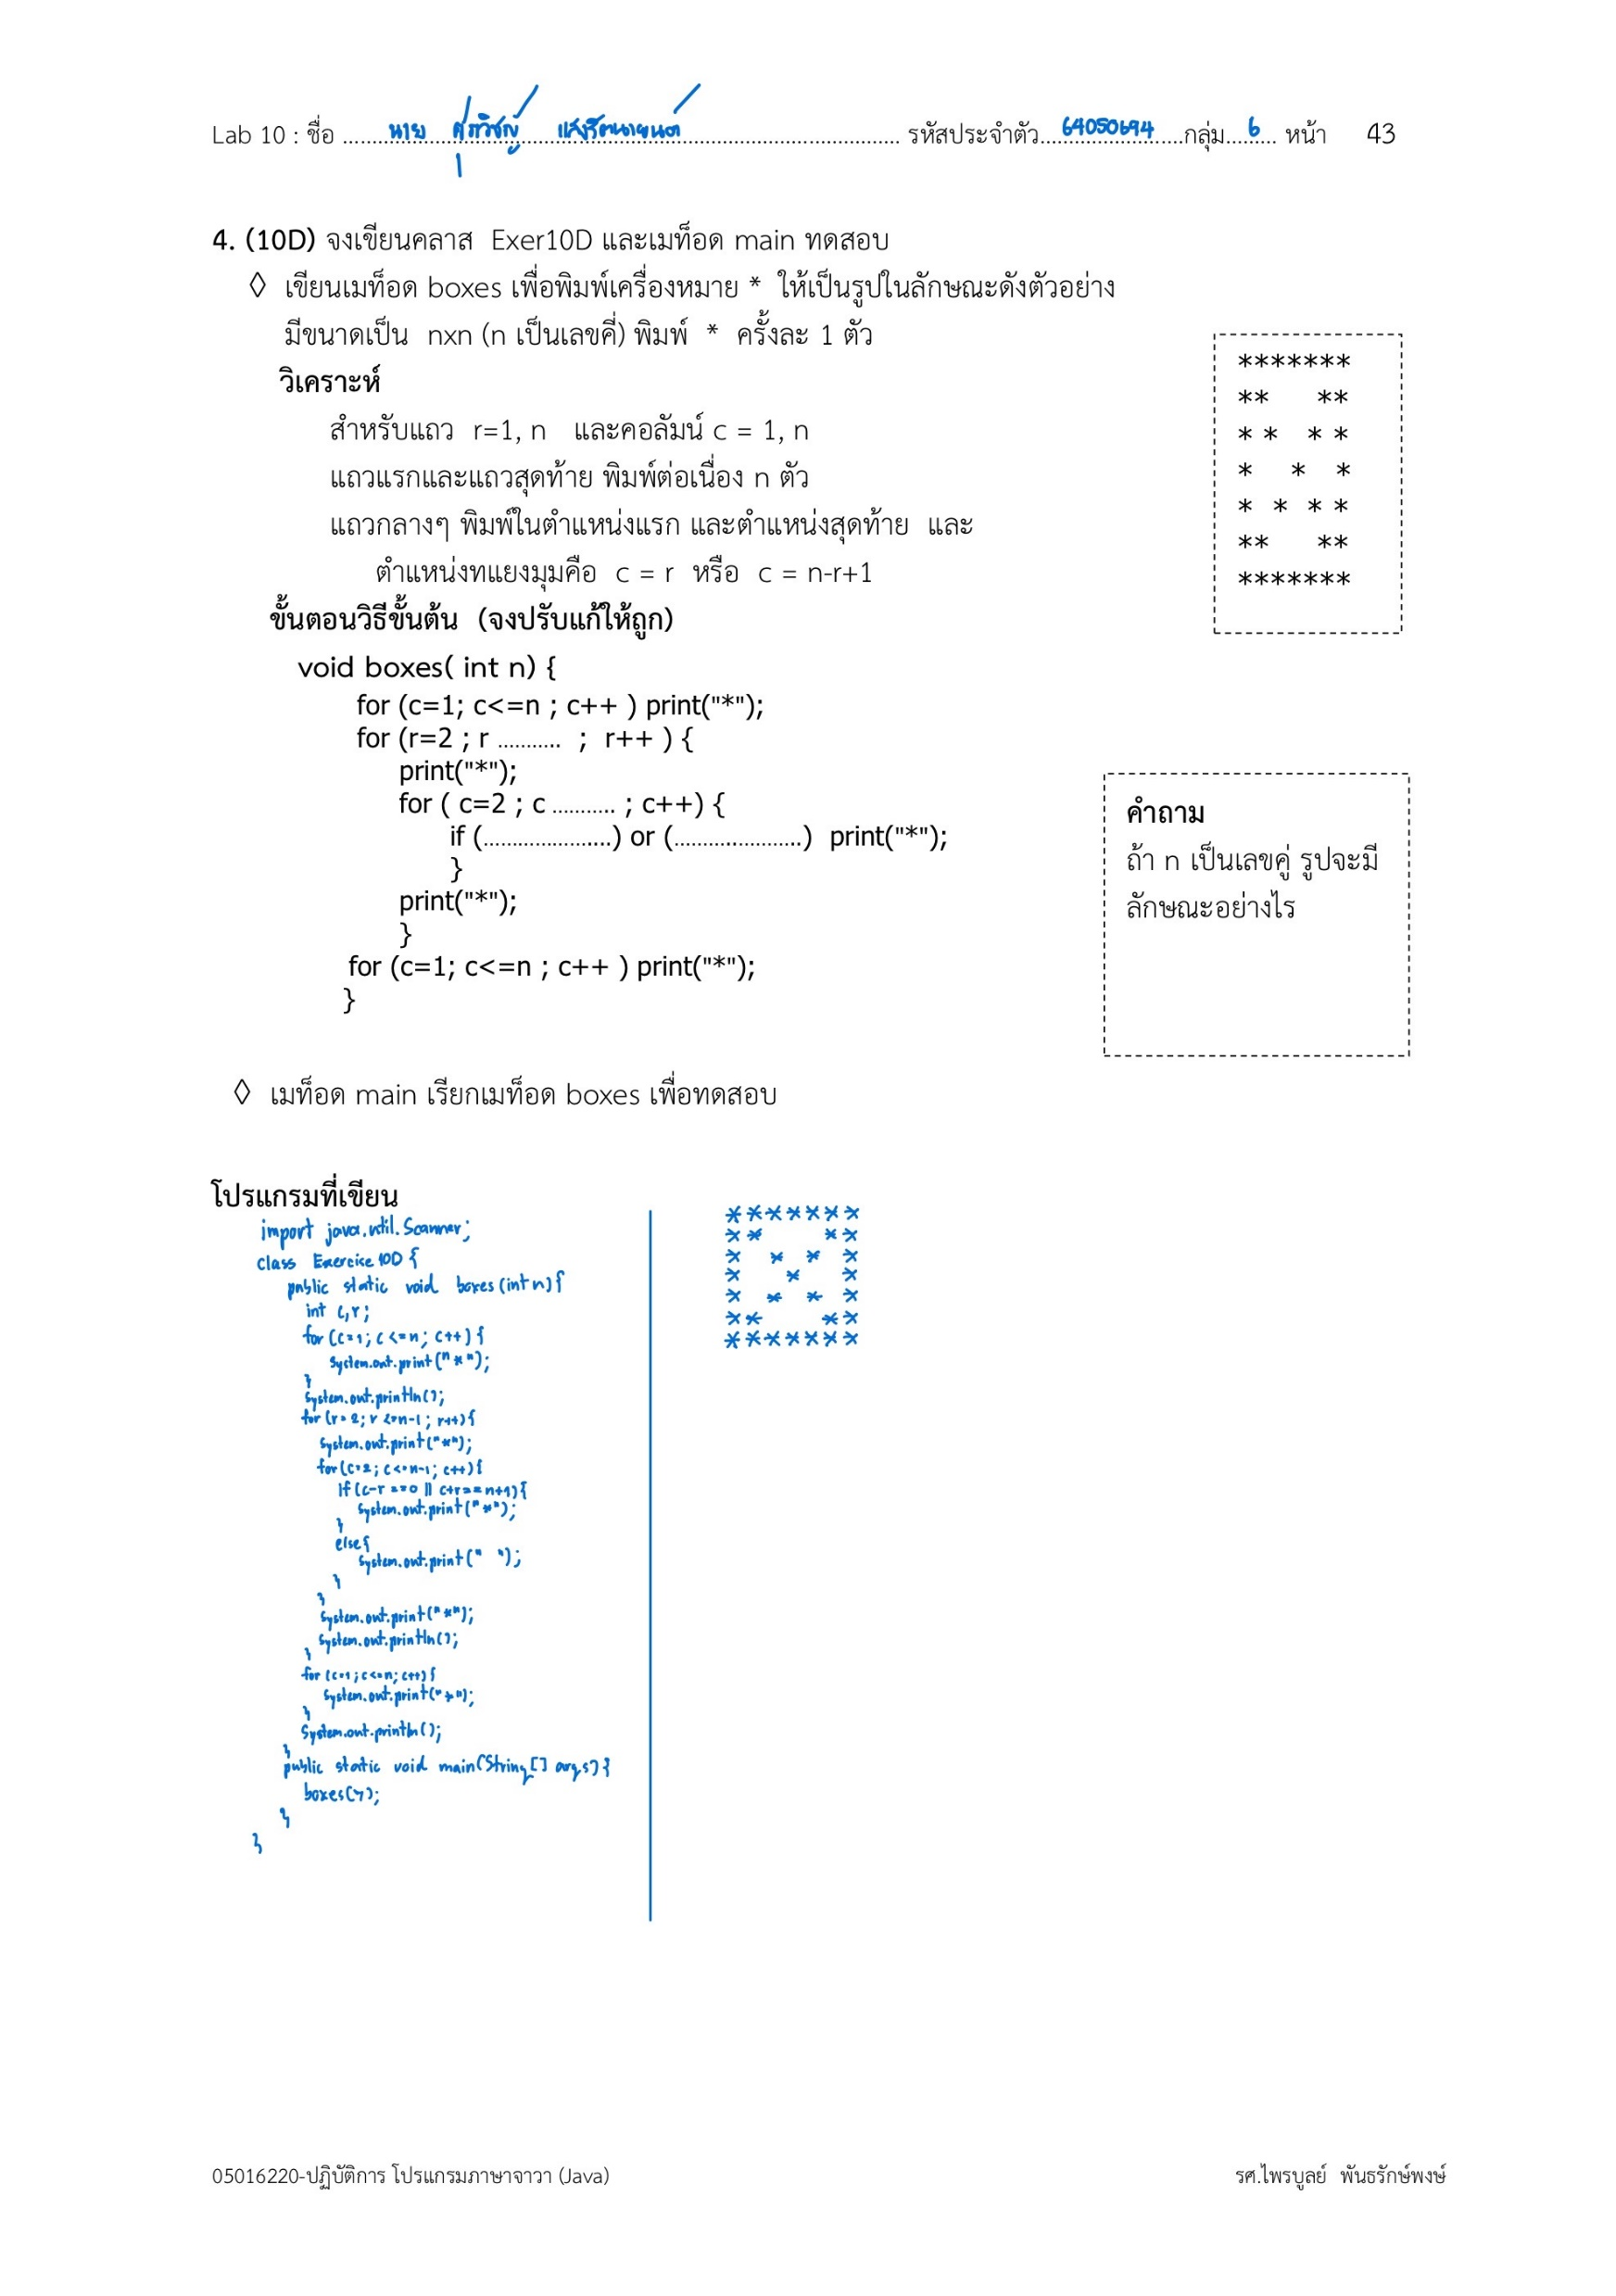 Lab 10 : ชื่อ ........ นาย ........ รหัสประจำตัว........64050694........กลุ่ม....6.... หน้า 43
4. (10D) จงเขียนคลาส Exer10D และเมท็อด main ทดสอบ
◊ เขียนเมท็อด boxes เพื่อพิมพ์เครื่องหมาย * ให้เป็นรูปในลักษณะดังตัวอย่าง
มีขนาดเป็น nxn (n เป็นเลขคี่) พิมพ์ * ครั้งละ 1 ตัว
*******
**   **
* *  * *
*   *  *
* * * *
**   **
*******
วิเคราะห์
สำหรับแถว r=1, n และคอลัมน์ c = 1, n
แถวแรกและแถวสุดท้าย พิมพ์ต่อเนื่อง n ตัว
แถวกลางๆ พิมพ์ในตำแหน่งแรก และตำแหน่งสุดท้าย และ
ตำแหน่งทแยงมุมคือ c = r หรือ c = n-r+1
ขั้นตอนวิธีขั้นต้น (จงปรับแก้ให้ถูก)
void boxes( int n) {
for (c=1; c<=n ; c++ ) print("*");
for (r=2 ; r .......... ; r++ ) {
print("*");
for ( c=2 ; c .......... ; c++) {
if (....................) or (....................) print("*");
}
print("*");
}
for (c=1; c<=n ; c++ ) print("*");
}
คำถาม
ถ้า n เป็นเลขคู่ รูปจะมี
ลักษณะอย่างไร
◊ เมท็อด main เรียกเมท็อด boxes เพื่อทดสอบ
โปรแกรมที่เขียน
import java.util.Scanner;
class Exercise10D {
public static void boxes(int n){
int c,r;
for (c=1; c <=n; c++) {
System.out.print("*");
}
System.out.println();
for (r=2; r <=n-1; r++) {
System.out.print("*");
for (c=2; c<=n-1; c++) {
if (c-r ==0 || c+r==n+1) {
System.out.print("*");
}
else{
System.out.print(" ");
}
}
System.out.print("*");
System.out.println();
}
for (c=1; c<=n; c++) {
System.out.print("*");
}
System.out.println();
}
public static void main(String[] args) {
boxes(7);
}
}
*******
**   **
* * * *
*  *  *
* * * *
**   **
*******
05016220-ปฏิบัติการ โปรแกรมภาษาจาวา (Java)
รศ.ไพรบูลย์ พันธรักษ์พงษ์